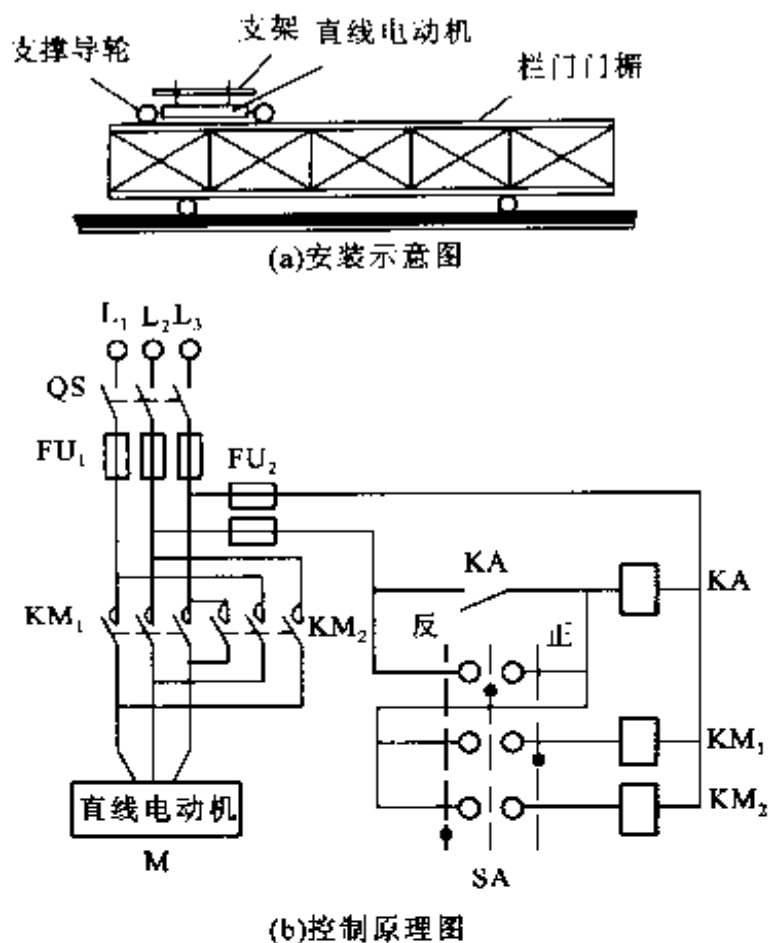 支架 直线电动机
支撑导轮
栏门门栅
(a)安装示意图
L₁ L₂ L₃
QS
FU₁
FU₂
KA
KA
KM₁
KM₂
反
正
KM₁
KM₂
直线电动机
M
SA
(b)控制原理图